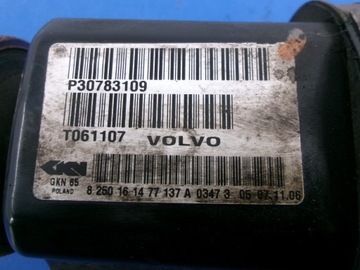 P30783109
T061107 VOLVO
GKN
GKN 65
POLAND
8 260 16 14 77 137 A 0347 3 05 07.11.06